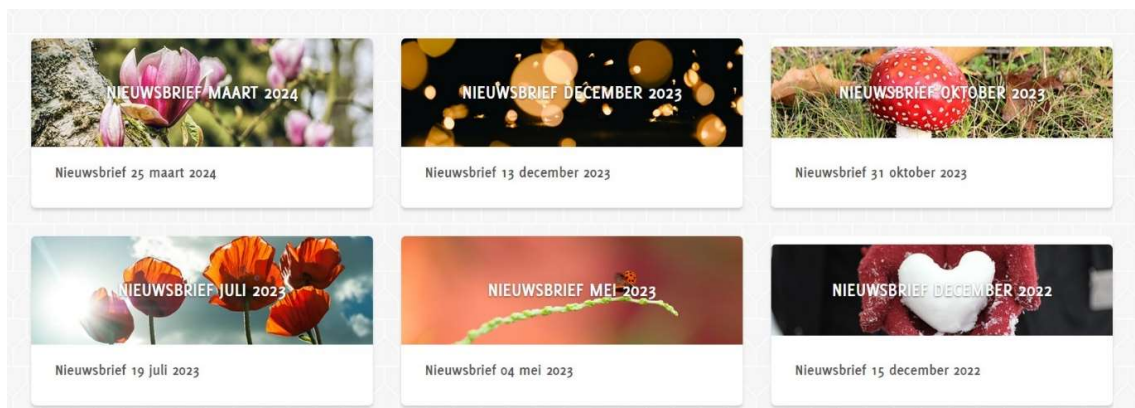 NIEUWSBRIEF MAART 2024
Nieuwsbrief 25 maart 2024
NIEUWSBRIEF DECEMBER 2023
Nieuwsbrief 13 december 2023
NIEUWSBRIEF OKTOBER 2023
Nieuwsbrief 31 oktober 2023
NIEUWSBRIEF JULI 2023
Nieuwsbrief 19 juli 2023
NIEUWSBRIEF MEI 2023
Nieuwsbrief 04 mei 2023
NIEUWSBRIEF DECEMBER 2022
Nieuwsbrief 15 december 2022